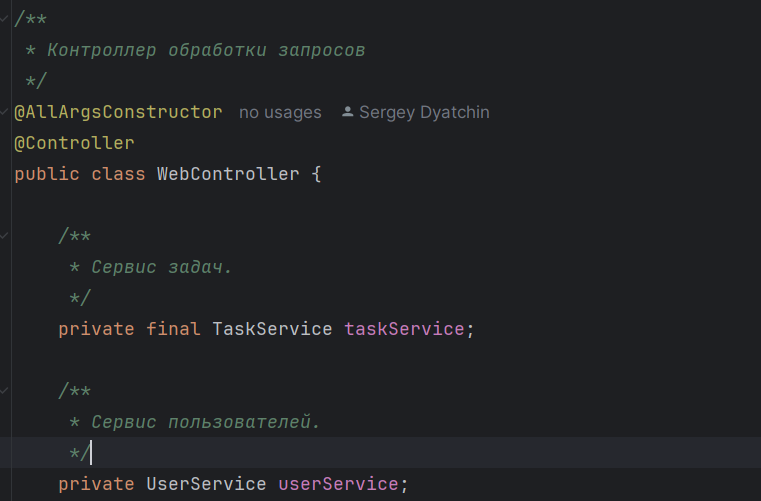 /**
 * Контроллер обработки запросов
 */
@AllArgsConstructor no usages Sergey Dyatchin
@Controller
public class WebController {
    /**
     * Сервис задач.
     */
    private final TaskService taskService;
    /**
     * Сервис пользователей.
     */
    private UserService userService;